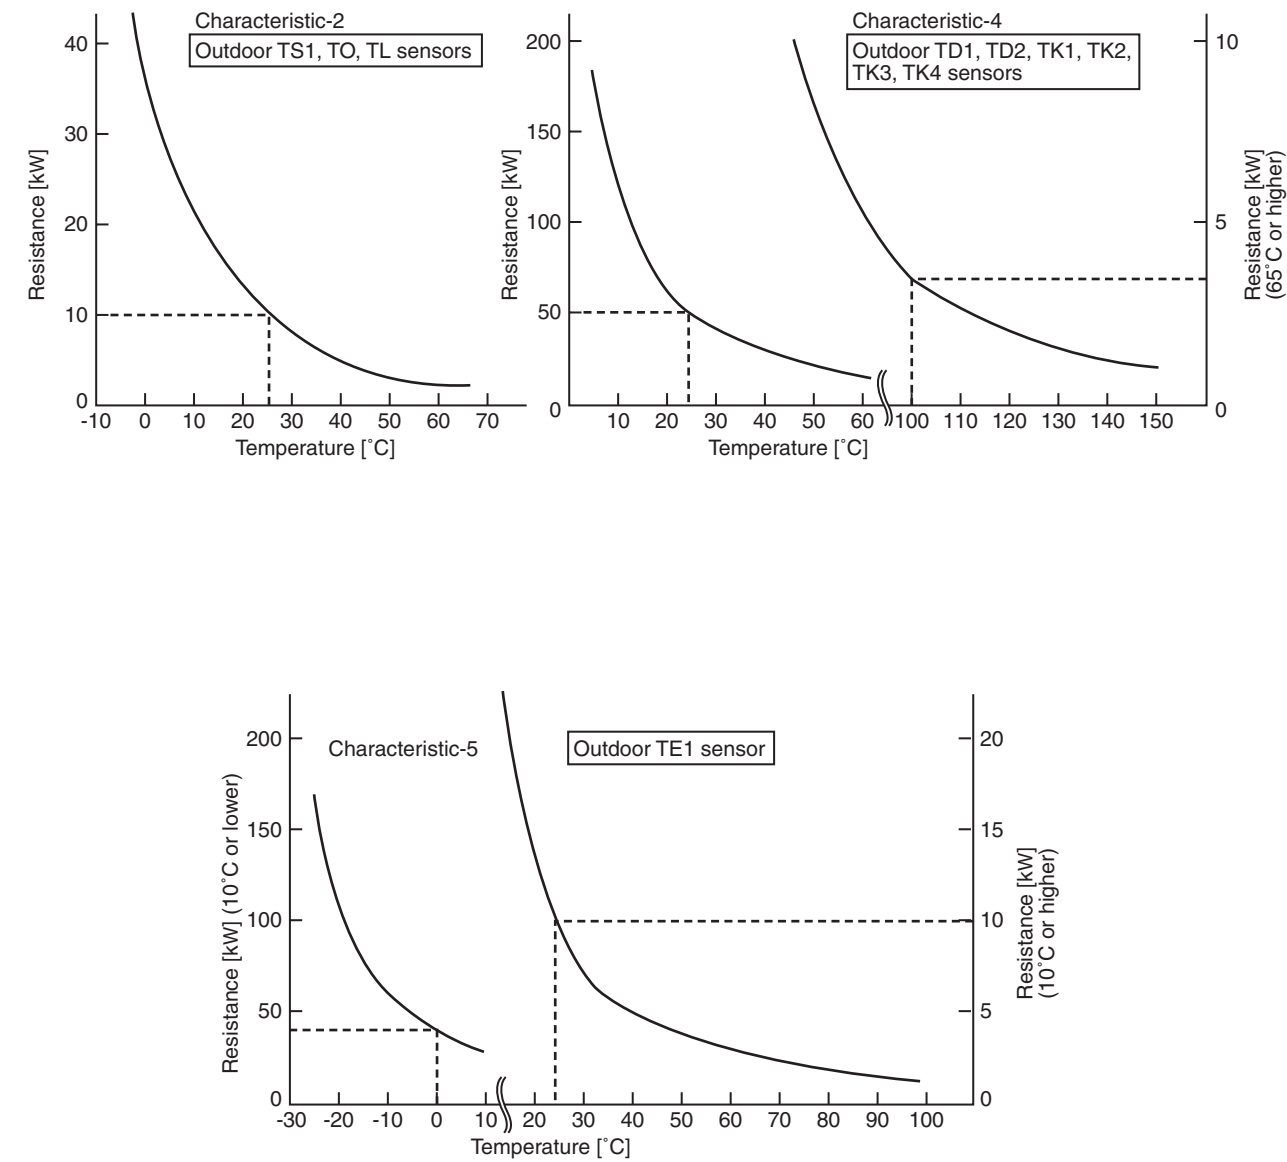 Characteristic-2
Outdoor TS1, TO, TL sensors
40
30
20
10
0
Resistance [kW]
-10 0 10 20 30 40 50 60 70
Temperature [˚C]
Characteristic-4
Outdoor TD1, TD2, TK1, TK2,
TK3, TK4 sensors
200
150
100
50
0
Resistance [kW]
10 20 30 40 50 60 100 110 120 130 140 150
Temperature [˚C]
10
5
0
Resistance [kW]
(65˚C or higher)
Characteristic-5
Outdoor TE1 sensor
200
150
100
50
0
Resistance [kW] (10˚C or lower)
-30 -20 -10 0 10 20 30 40 50 60 70 80 90 100
Temperature [˚C]
20
15
10
5
0
Resistance [kW]
(10˚C or higher)